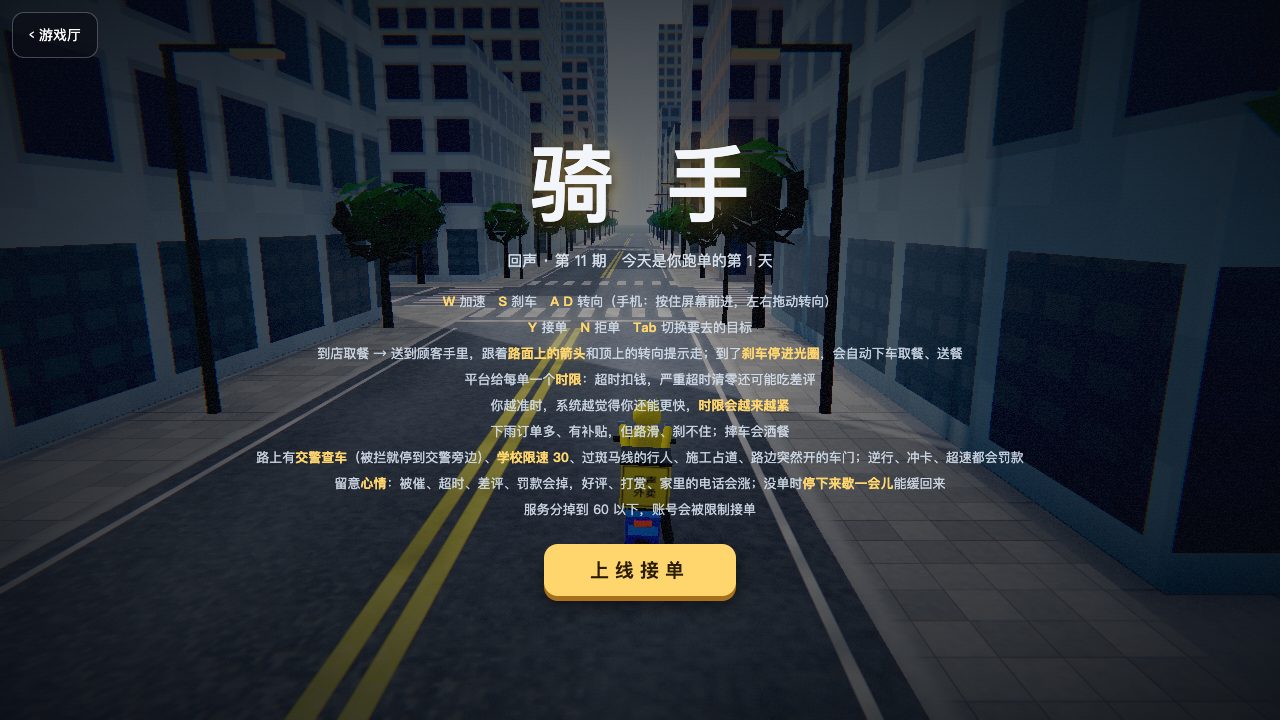 < 游戏厅
骑 手
回声 · 第 11 期 今天是你跑单的第 1 天
W 加速 S 刹车 A D 转向（手机：按住屏幕前进，左右拖动转向）
Y 接单 N 拒单 Tab 切换要去的目标
到店取餐 → 送到顾客手里，跟着路面上的箭头和顶上的转向提示走；到了刹车停进光圈，会自动下车取餐、送餐
平台给每单一个时限：超时扣钱，严重超时清零还可能吃差评
你越准时，系统越觉得你还能更快，时限会越来越紧
下雨订单多、有补贴，但路滑、刹不住；摔车会洒餐
路上有交警查车（被拦就停到交警旁边）、学校限速 30、过斑马线的行人、施工占道、路边突然开的车门；逆行、冲卡、超速都会罚款
留意心情：被催、超时、差评、罚款会掉，好评、打赏、家里的电话会涨；没单时停下来歇一会儿能缓回来
外卖
服务分掉到 60 以下，账号会被限制接单
上线接单